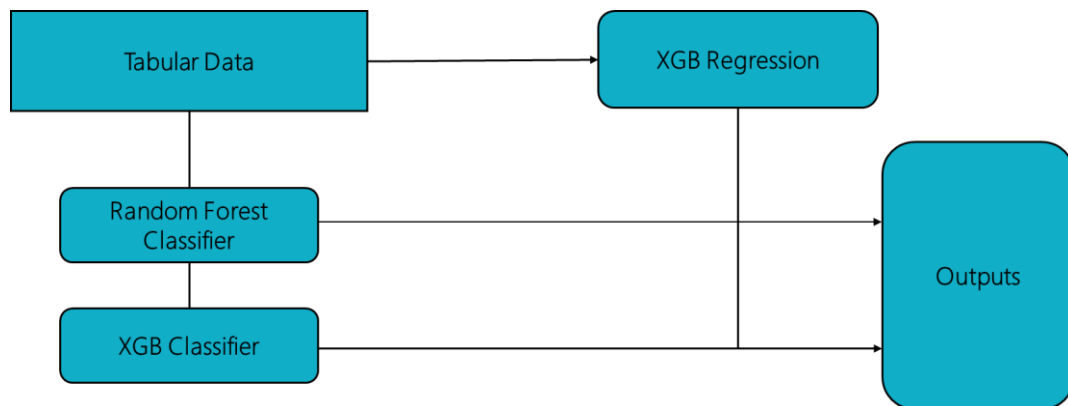 Tabular Data
XGB Regression
Random Forest
Classifier
Outputs
XGB Classifier